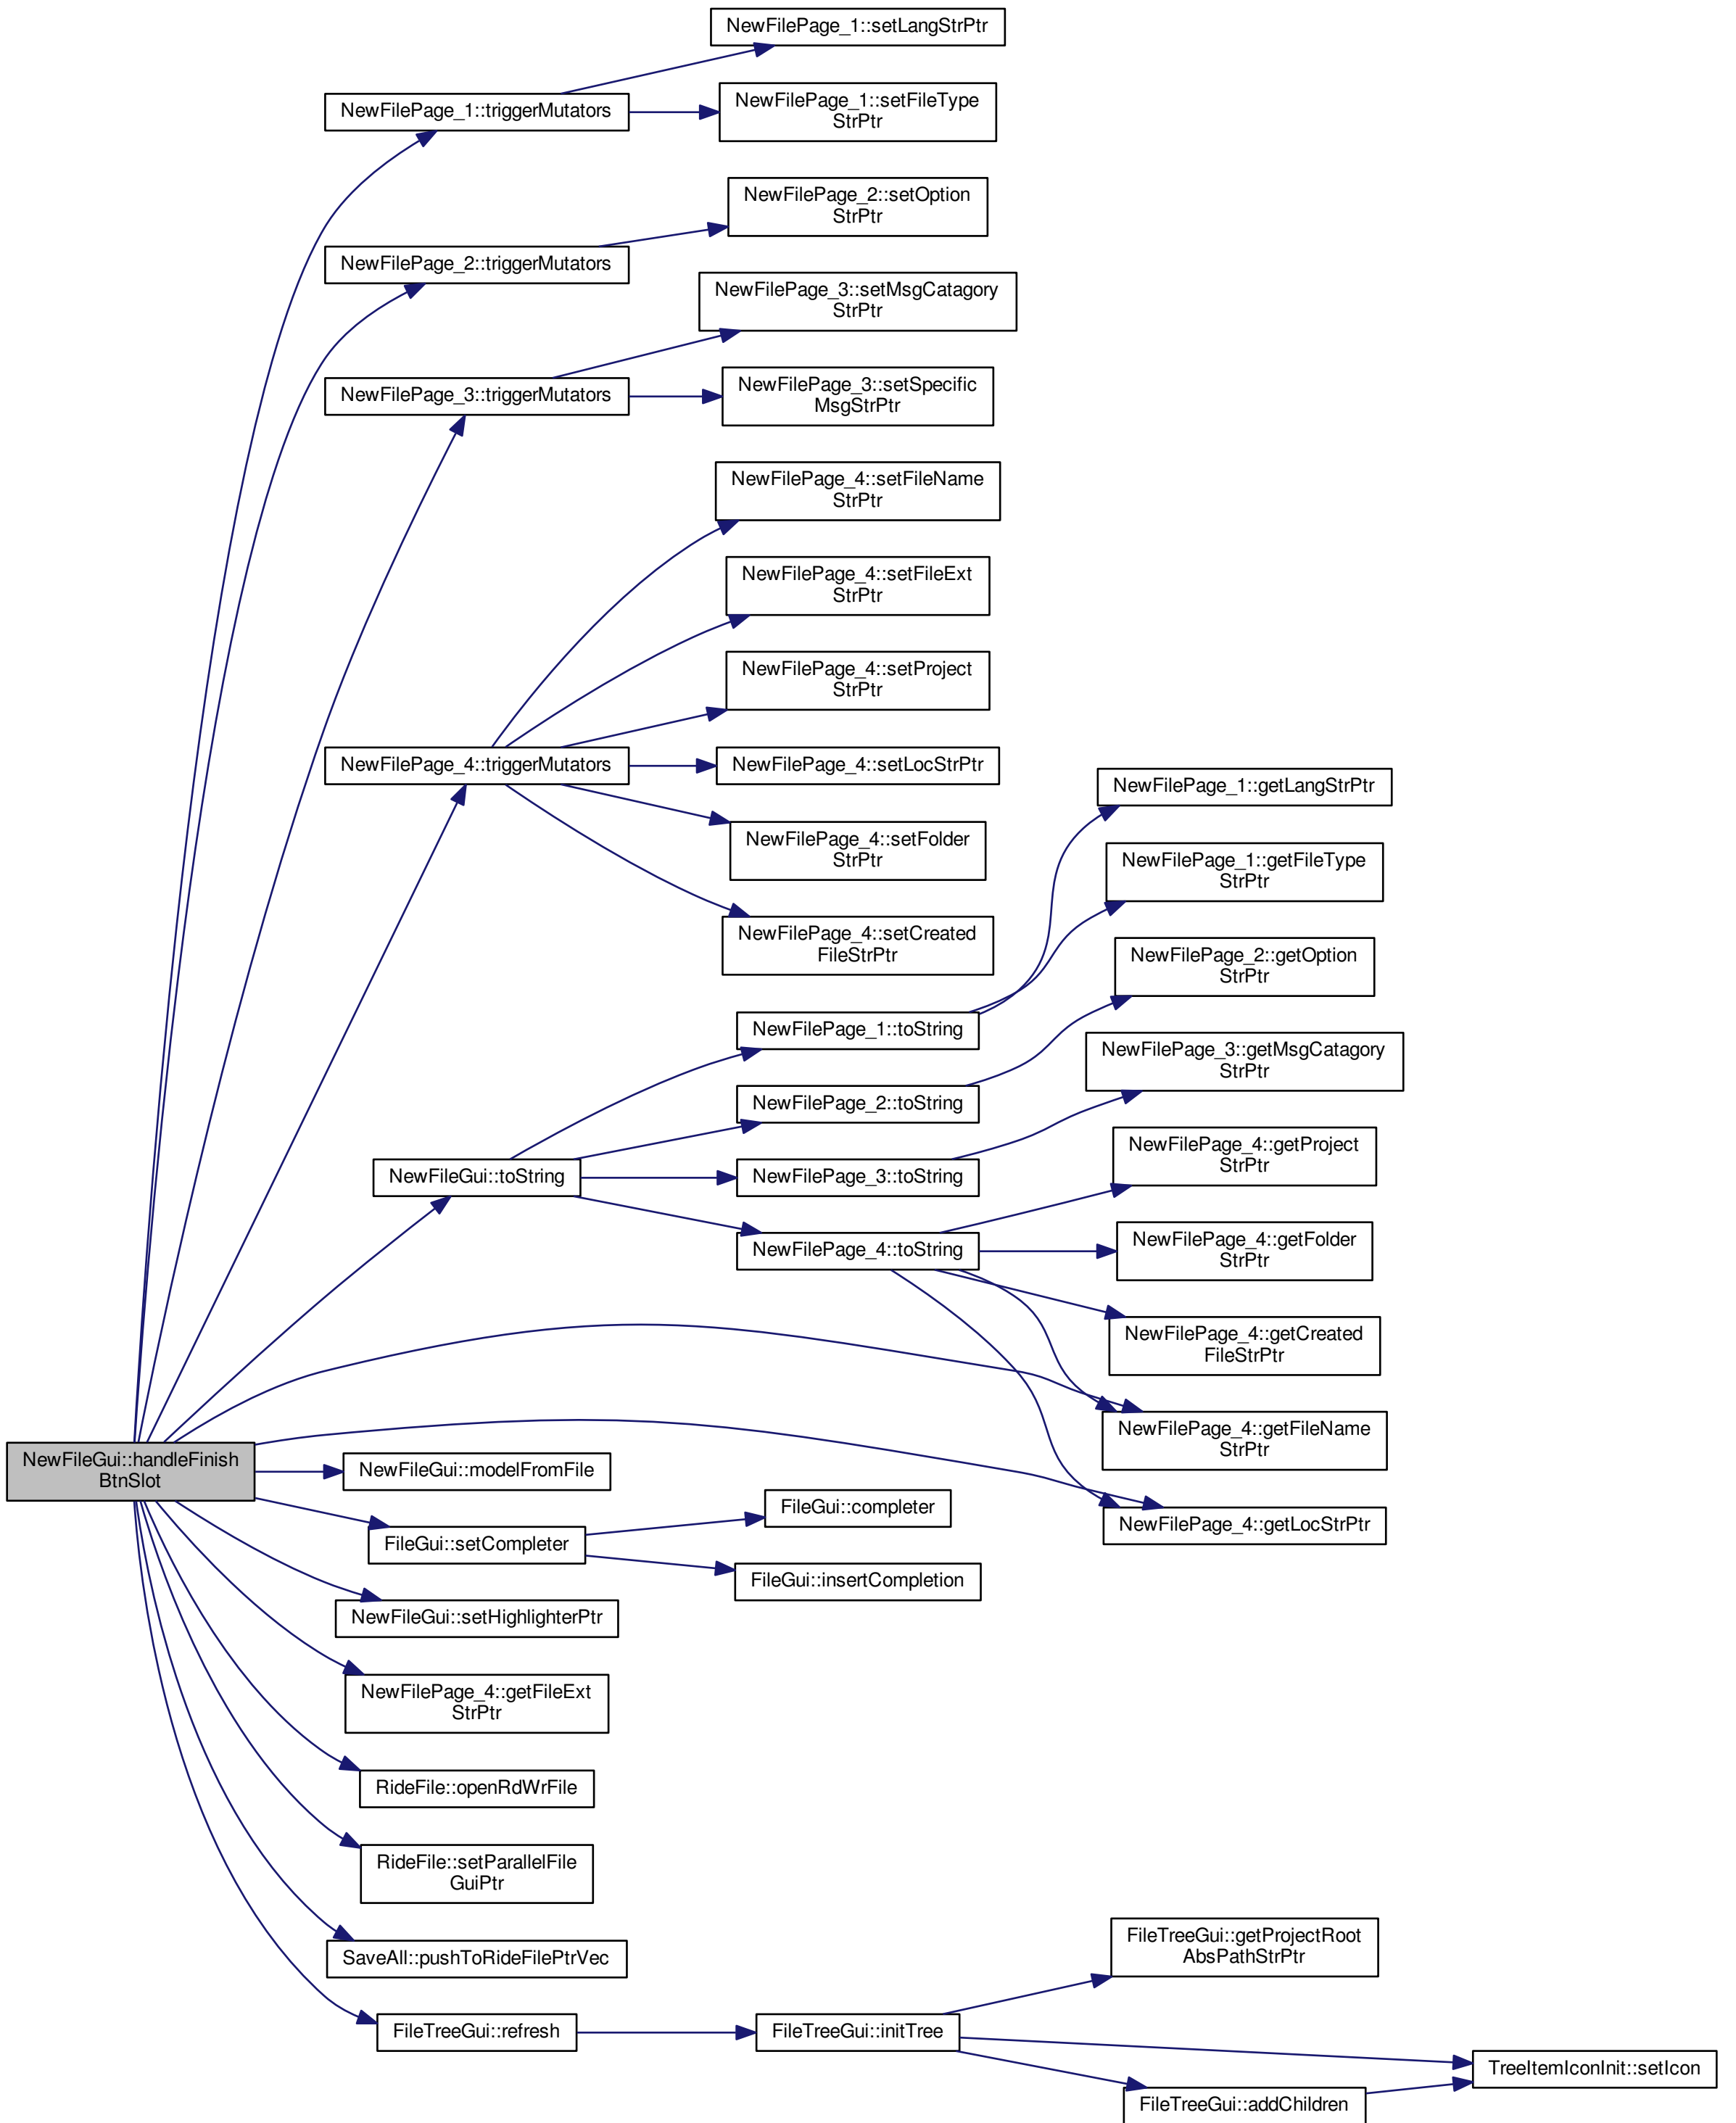 NewFilePage_1::setLangStrPtr
NewFilePage_1::triggerMutators
NewFilePage_1::setFileType
StrPtr
NewFilePage_2::setOption
StrPtr
NewFilePage_2::triggerMutators
NewFilePage_3::setMsgCatagory
StrPtr
NewFilePage_3::triggerMutators
NewFilePage_3::setSpecific
MsgStrPtr
NewFilePage_4::setFileName
StrPtr
NewFilePage_4::setFileExt
StrPtr
NewFilePage_4::setProject
StrPtr
NewFilePage_4::triggerMutators
NewFilePage_4::setLocStrPtr
NewFilePage_4::setFolder
StrPtr
NewFilePage_4::setCreated
FileStrPtr
NewFilePage_1::getLangStrPtr
NewFilePage_1::getFileType
StrPtr
NewFilePage_2::getOption
StrPtr
NewFilePage_1::toString
NewFilePage_3::getMsgCatagory
StrPtr
NewFilePage_2::toString
NewFilePage_4::getProject
StrPtr
NewFileGui::toString
NewFilePage_3::toString
NewFilePage_4::toString
NewFilePage_4::getFolder
StrPtr
NewFilePage_4::getCreated
FileStrPtr
NewFilePage_4::getFileName
StrPtr
NewFileGui::handleFinish
BtnSlot
NewFileGui::modelFromFile
FileGui::completer
NewFilePage_4::getLocStrPtr
FileGui::setCompleter
FileGui::insertCompletion
NewFileGui::setHighlighterPtr
NewFilePage_4::getFileExt
StrPtr
RideFile::openRdWrFile
RideFile::setParallelFile
GuiPtr
SaveAll::pushToRideFilePtrVec
FileTreeGui::getProjectRoot
AbsPathStrPtr
FileTreeGui::refresh
FileTreeGui::initTree
TreeItemIconInit::setIcon
FileTreeGui::addChildren